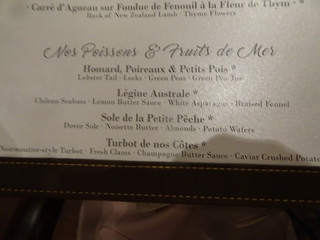 · Carré d'Agneau sur Fondue de Fenouil à la Fleur de Thym · *
Rack of New Zealand Lamb · Thyme Flowers
Nos Poissons & Fruits de Mer
Homard, Poireaux & Petits Pois *
Lobster Tail · Leeks · Green Peas · Green Pea Jus
Légine Australe *
Chilean Seabass · Lemon Butter Sauce · White Asparagus · Braised Fennel
Sole de la Petite Pêche *
Dover Sole · Noisette Butter · Almonds · Potato Wafers
Turbot de nos Côtes *
Noirmoutier-style Turbot · Fresh Clams · Champagne Butter Sauce · Caviar Crushed Potato